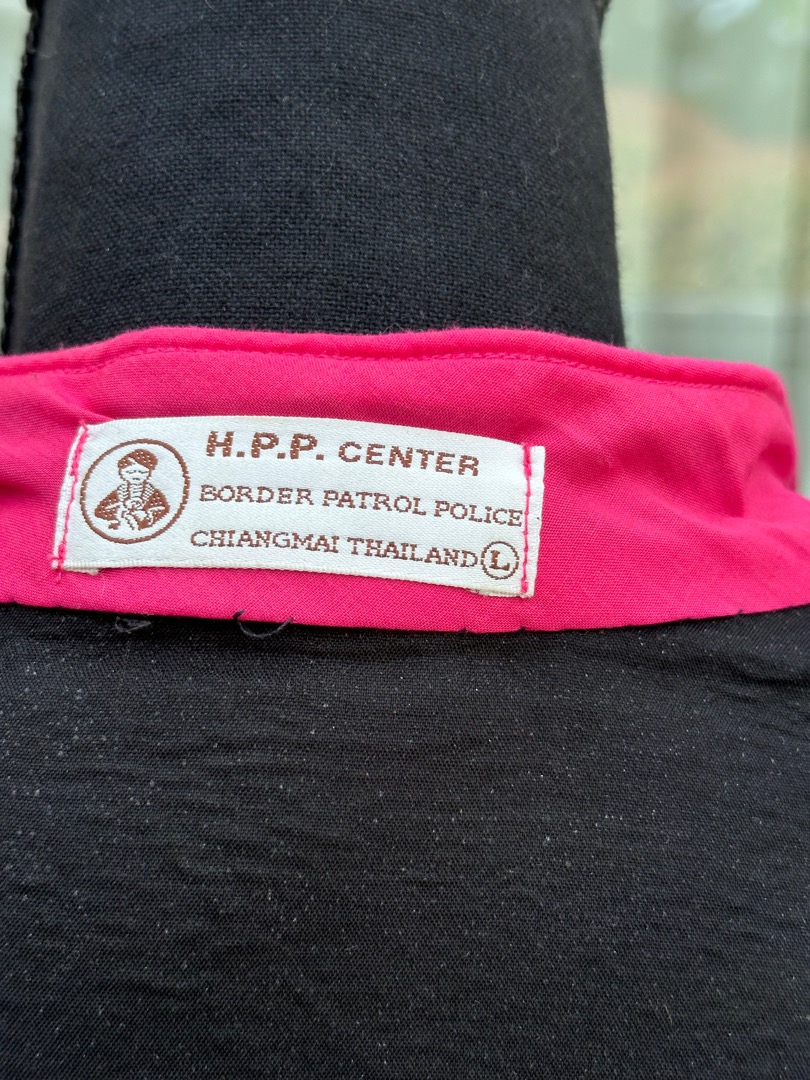 H.P.P. CENTER
BORDER PATROL POLICE
CHIANGMAI THAILAND L